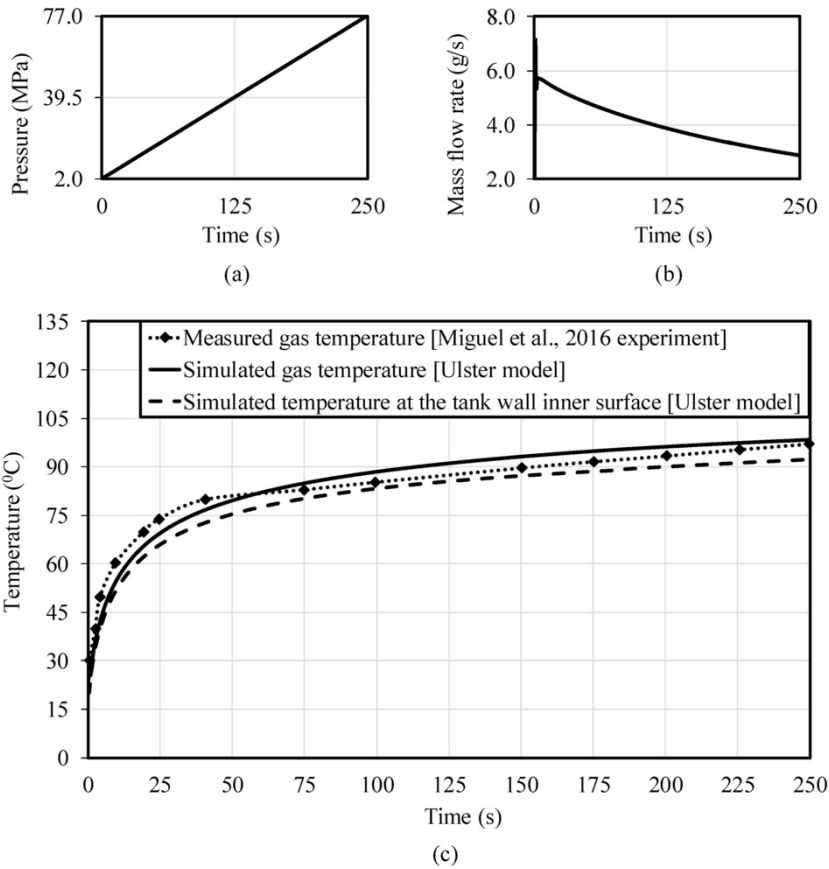 77.0
39.5
2.0
Pressure (MPa)
0 125 250
Time (s)
(a)
8.0
6.0
4.0
2.0
Mass flow rate (g/s)
0 125 250
Time (s)
(b)
135
120
105
90
75
60
45
30
15
0
Temperature (⁰C)
Measured gas temperature [Miguel et al., 2016 experiment]
Simulated gas temperature [Ulster model]
Simulated temperature at the tank wall inner surface [Ulster model]
0 25 50 75 100 125 150 175 200 225 250
Time (s)
(c)